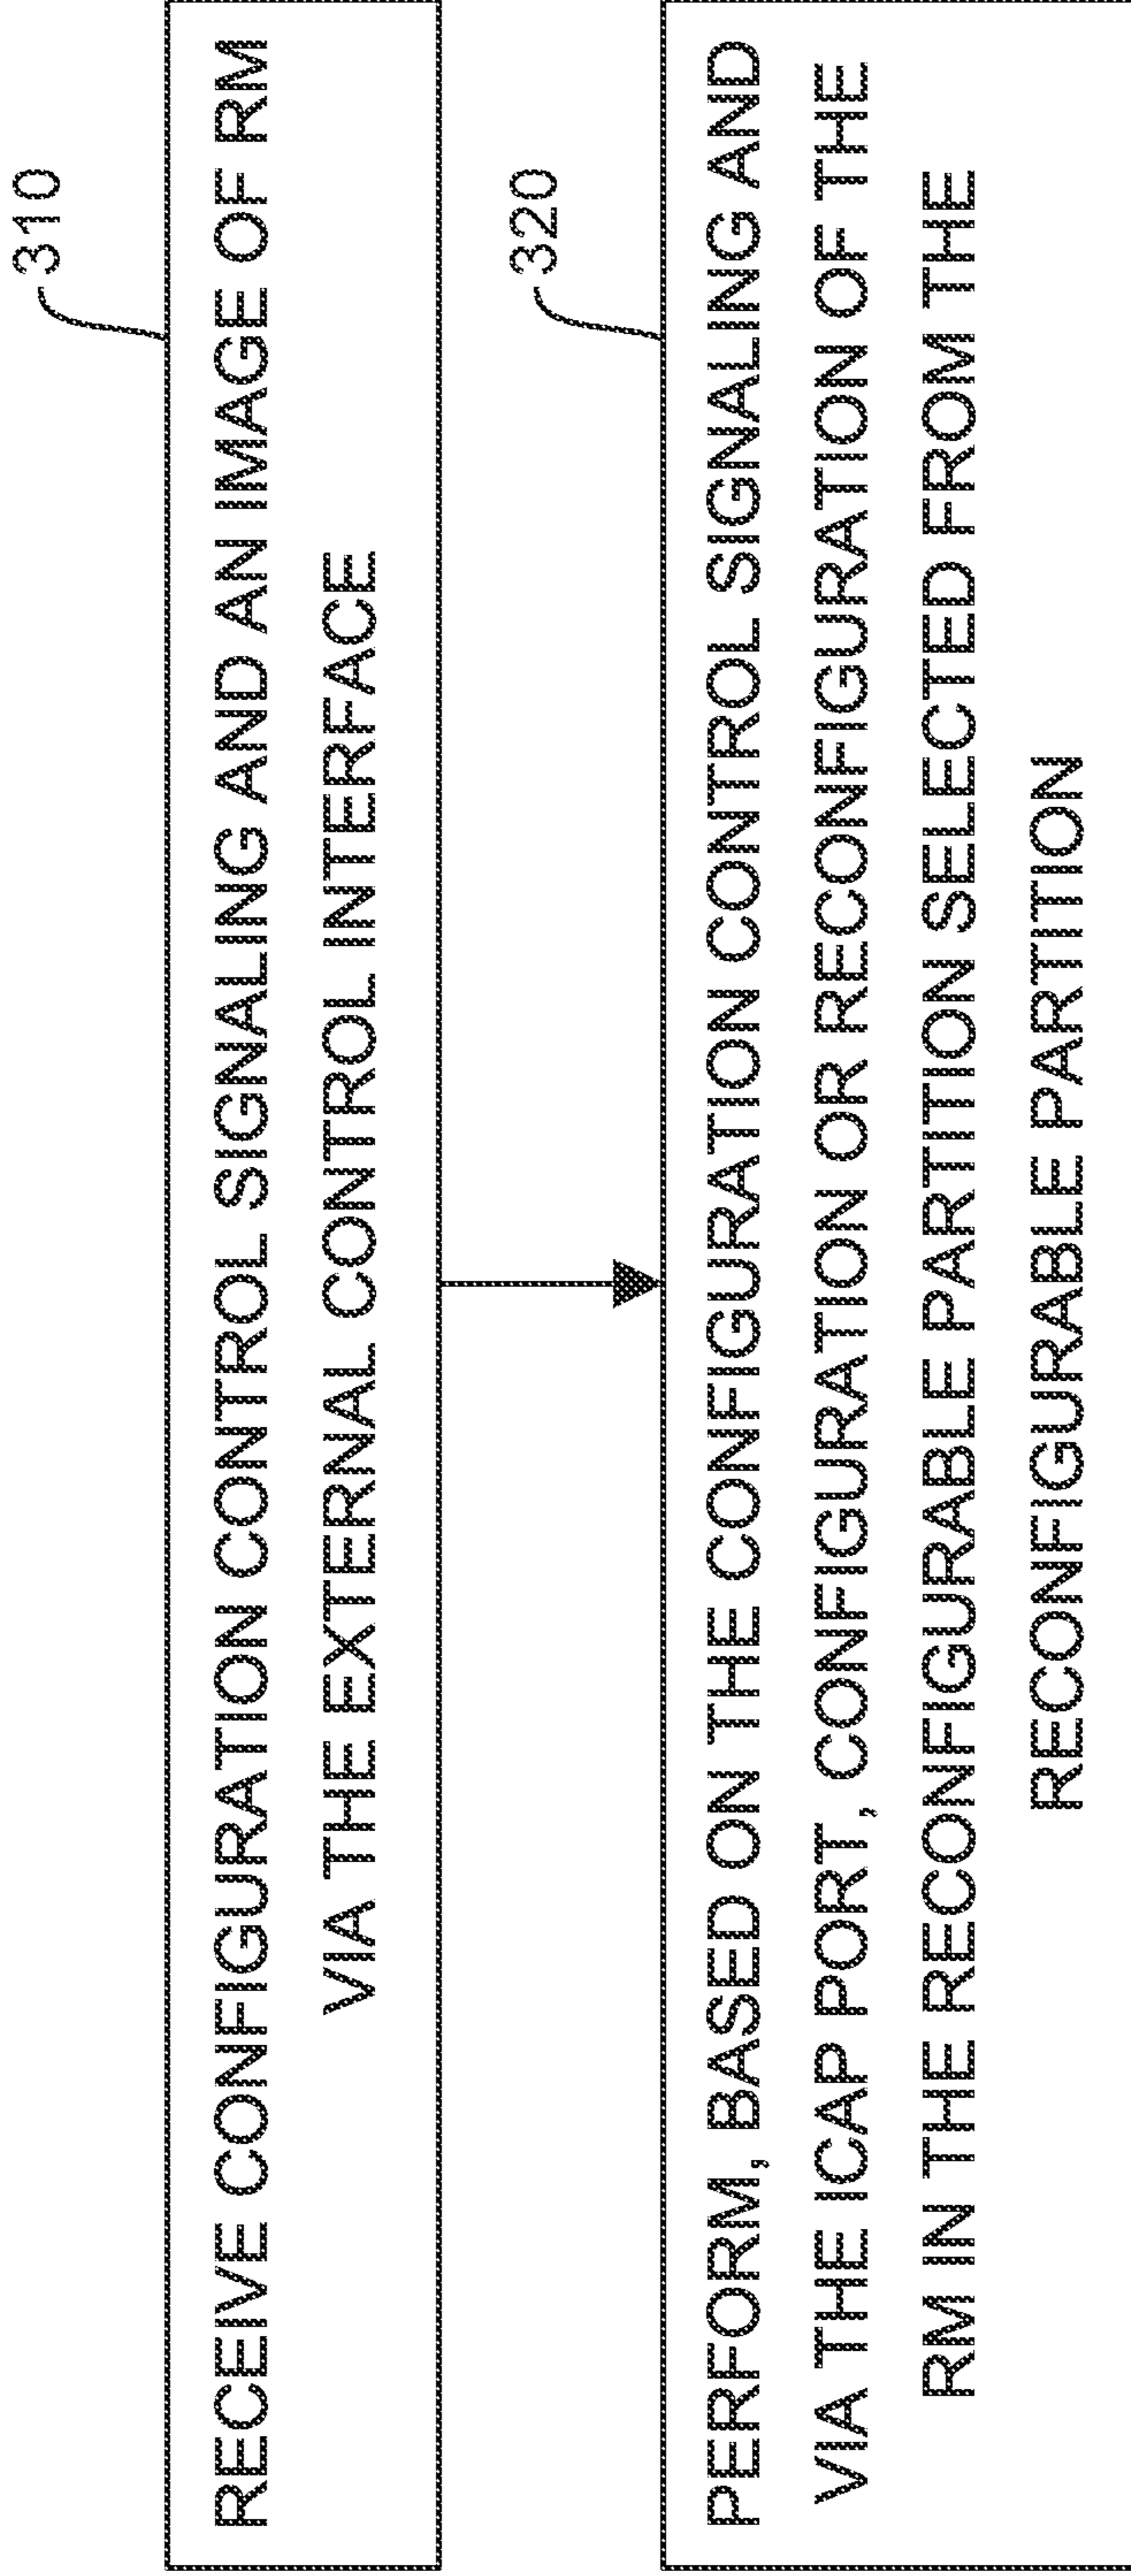 310
RECEIVE CONFIGURATION CONTROL SIGNALING AND AN IMAGE OF RM
VIA THE EXTERNAL CONTROL INTERFACE
320
PERFORM, BASED ON THE CONFIGURATION CONTROL SIGNALING AND
VIA THE ICAP PORT, CONFIGURATION OR RECONFIGURATION OF THE
RM IN THE RECONFIGURABLE PARTITION SELECTED FROM THE
RECONFIGURABLE PARTITION